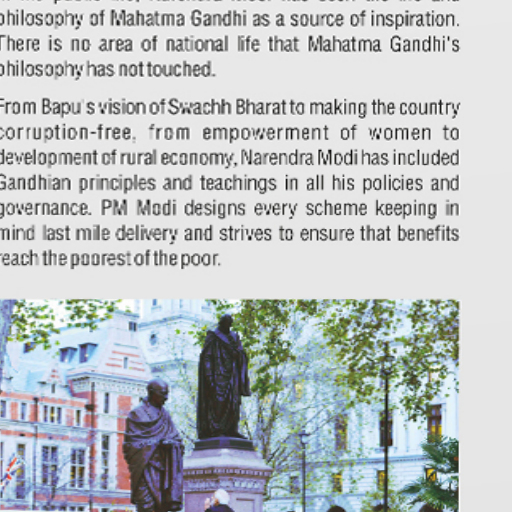 philosophy of Mahatma Gandhi as a source of inspiration.
There is no area of national life that Mahatma Gandhi's
philosophy has not touched.
From Bapu's vision of Swachh Bharat to making the country
corruption-free, from empowerment of women to
development of rural economy, Narendra Modi has included
Gandhian principles and teachings in all his policies and
governance. PM Modi designs every scheme keeping in
mind last mile delivery and strives to ensure that benefits
reach the poorest of the poor.